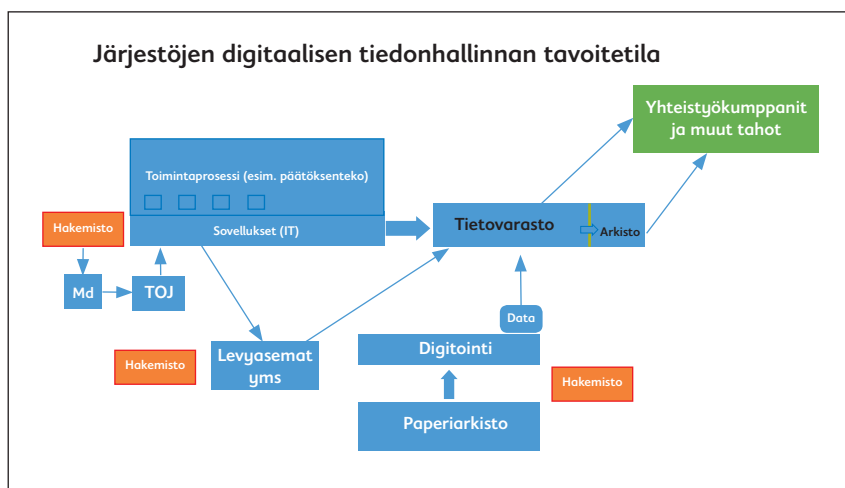 Järjestöjen digitaalisen tiedonhallinnan tavoitetila
Yhteistyökumppanit
ja muut tahot
Toimintaprosessi (esim. päätöksenteko)
Sovellukset (IT)
Tietovarasto
Arkisto
Hakemisto
Md
TOJ
Data
Levyasemat
yms
Hakemisto
Digitointi
Hakemisto
Paperiarkisto